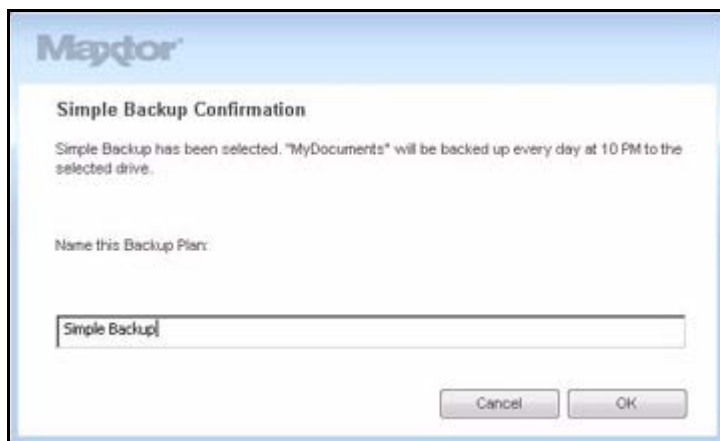 Maxtor
Simple Backup Confirmation
Simple Backup has been selected. "MyDocuments" will be backed up every day at 10 PM to the
selected drive.
Name this Backup Plan:
Simple Backup
Cancel
OK